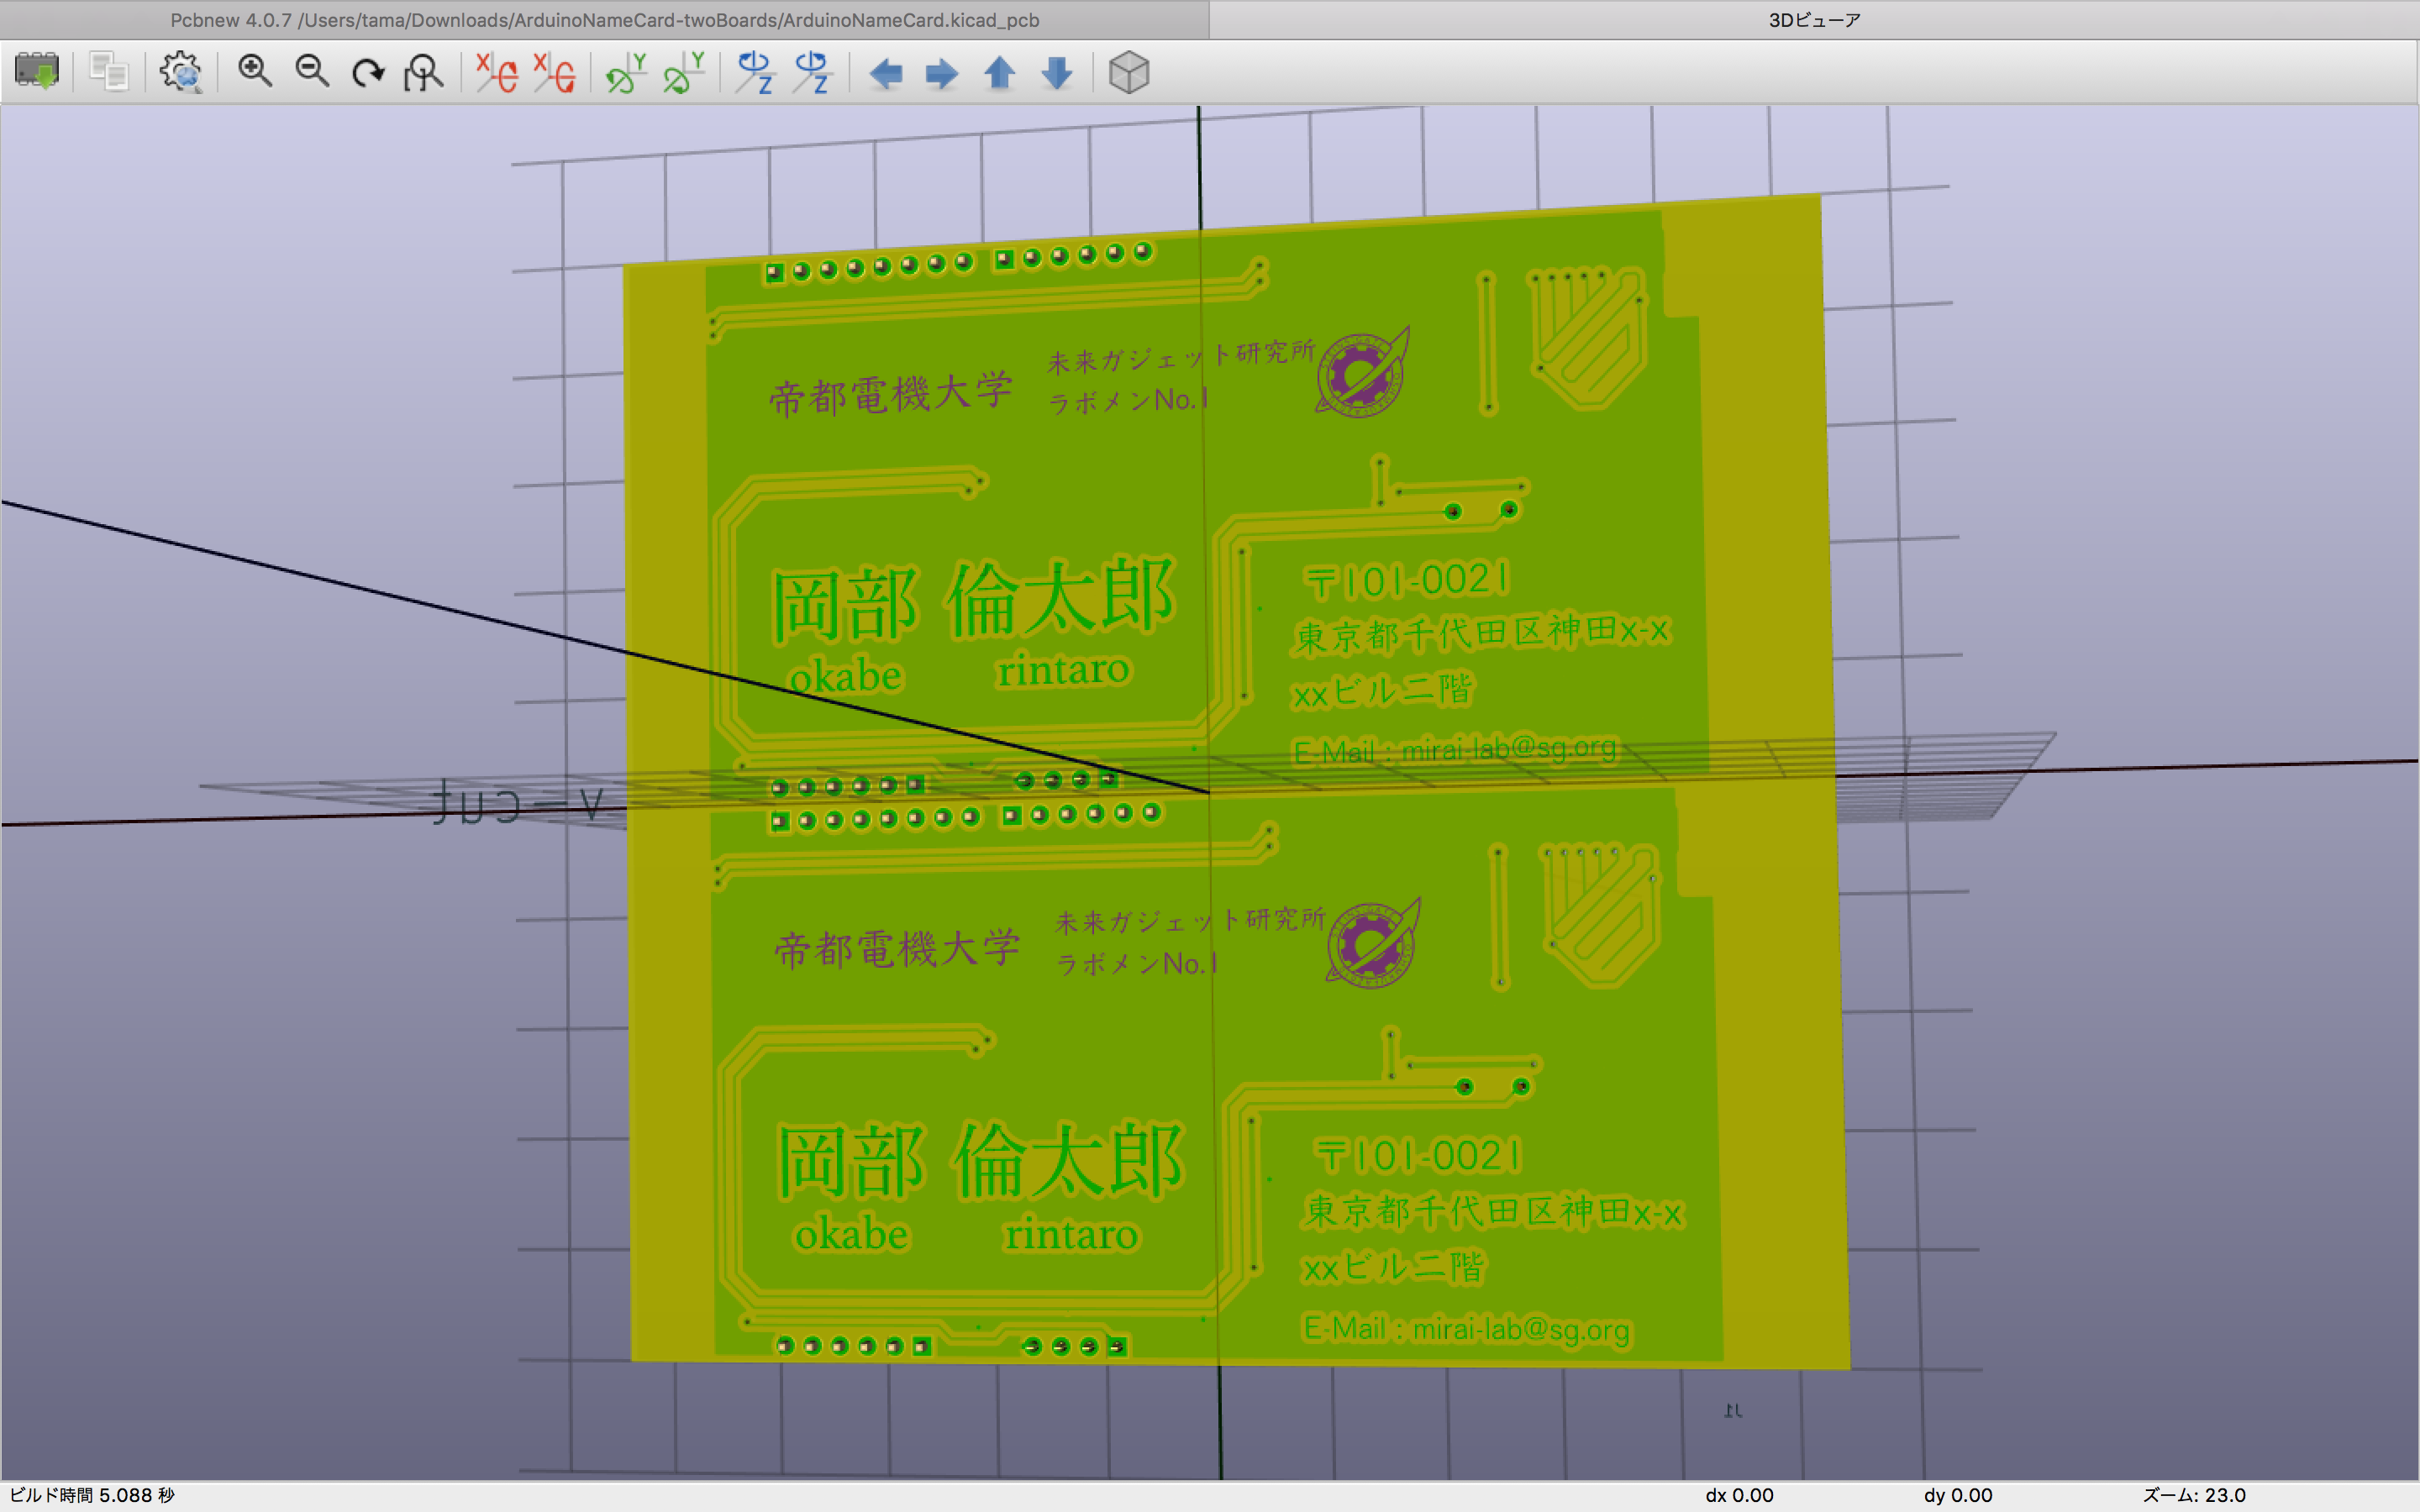 Pcbnew 4.0.7 /Users/tama/Downloads/ArduinoNameCard-twoBoards/ArduinoNameCard.kicad_pcb
3Dビューア
帝都電機大学
未来ガジェット研究所
ラボメンNo.1
岡部 倫太郎
okabe rintaro
〒101-0021
東京都千代田区神田x-x
xxビル二階
E-Mail : mirai-lab@sg.org
V-cut
帝都電機大学
未来ガジェット研究所
ラボメンNo.1
岡部 倫太郎
okabe rintaro
〒101-0021
東京都千代田区神田x-x
xxビル二階
E-Mail : mirai-lab@sg.org
J1
ビルド時間 5.088 秒
dx 0.00
dy 0.00
ズーム: 23.0